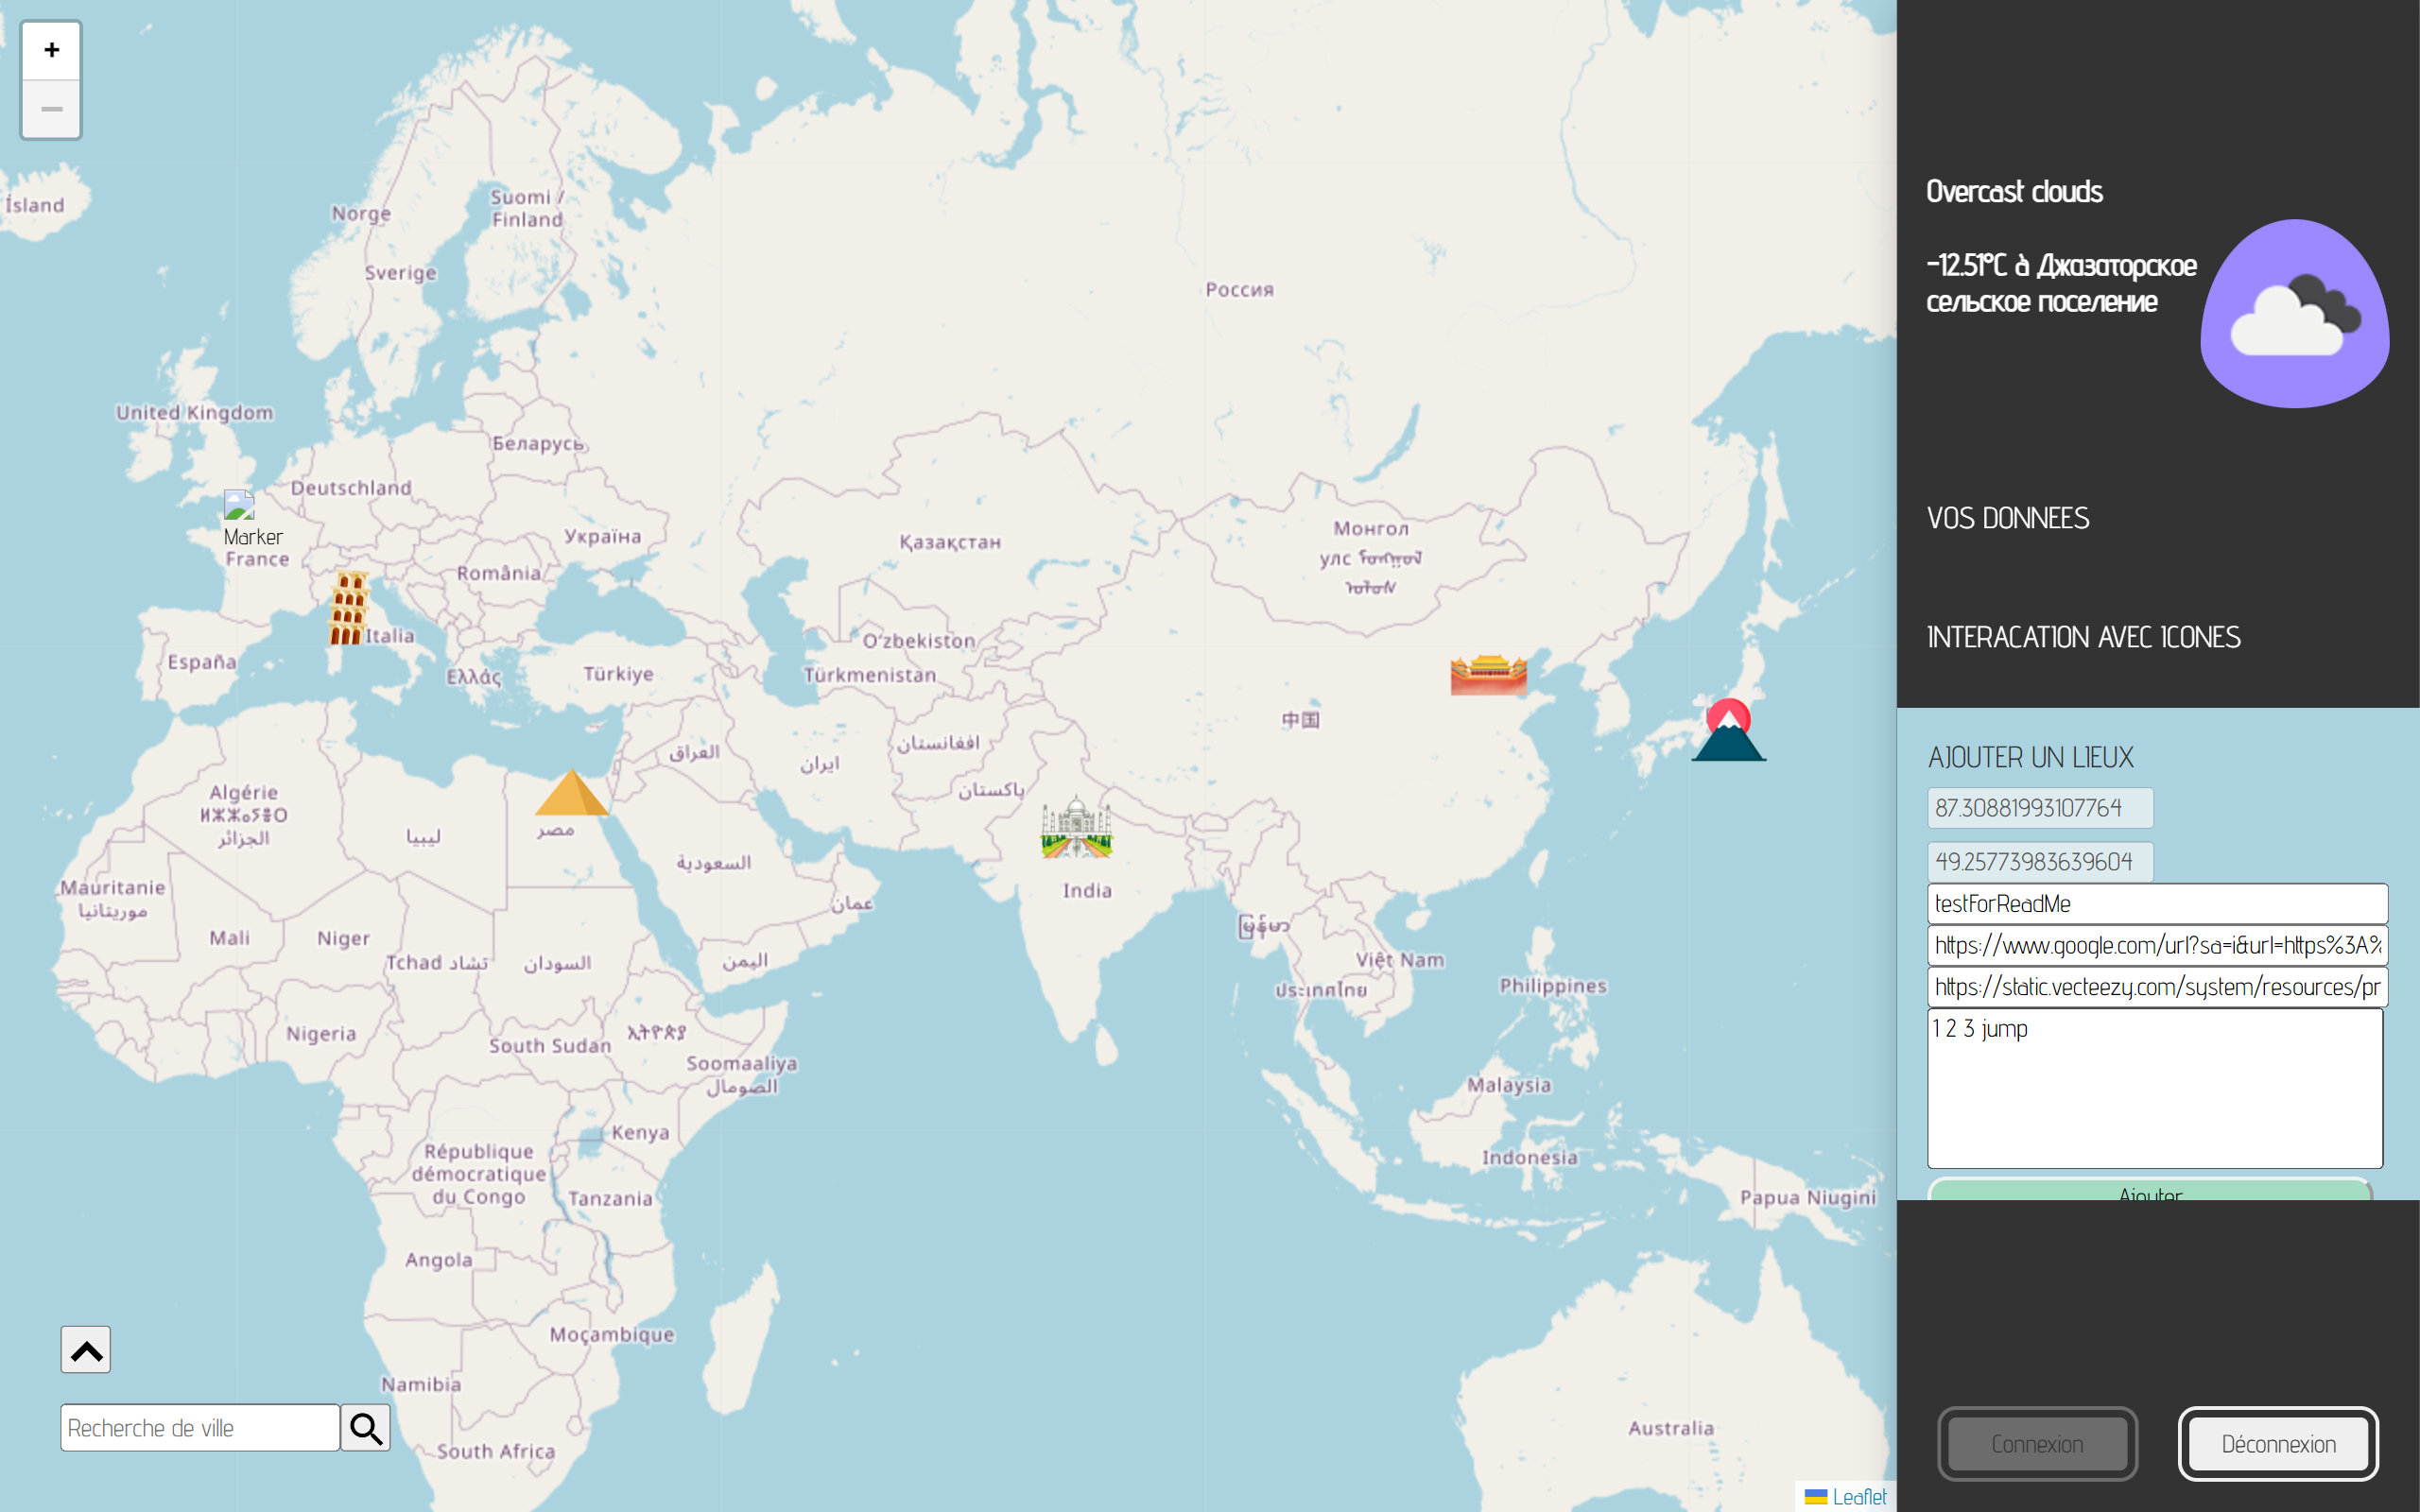 +
−
Ísland
Norge
Suomi /
Finland
Sverige
Россия
United Kingdom
Беларусь
Deutschland
Marker
France
Україна
Қазақстан
Монгол
улс
România
Italia
España
Ελλάς
Türkiye
Oʻzbekiston
Türkmenistan
中国
العراق
ایران
افغانستان
پاکستان
Algérie
ⵍⵣⵣⴰⵢⴻⵔ
الجزائر
ليبيا
مصر
السعودية
India
عمان
Mauritanie
موريتانيا
Mali
Niger
Tchad تشاد
السودان
اليمن
မြန်မာ
Việt Nam
ประเทศไทย
Philippines
Nigeria
South Sudan
ኢትዮጵያ
Soomaaliya
الصومال
Malaysia
Kenya
République
démocratique
du Congo
Tanzania
Indonesia
Papua Niugini
Angola
Moçambique
Namibia
South Africa
Australia
Recherche de ville
Leaflet
Overcast clouds
-12.51°C à Джазаторское
сельское поселение
VOS DONNEES
INTERACATION AVEC ICONES
AJOUTER UN LIEUX
87.30881993107764
49.25773983639604
testForReadMe
https://www.google.com/url?sa=i&url=https%3A%
https://static.vecteezy.com/system/resources/pr
1 2 3 jump
Ajouter
Connexion
Déconnexion